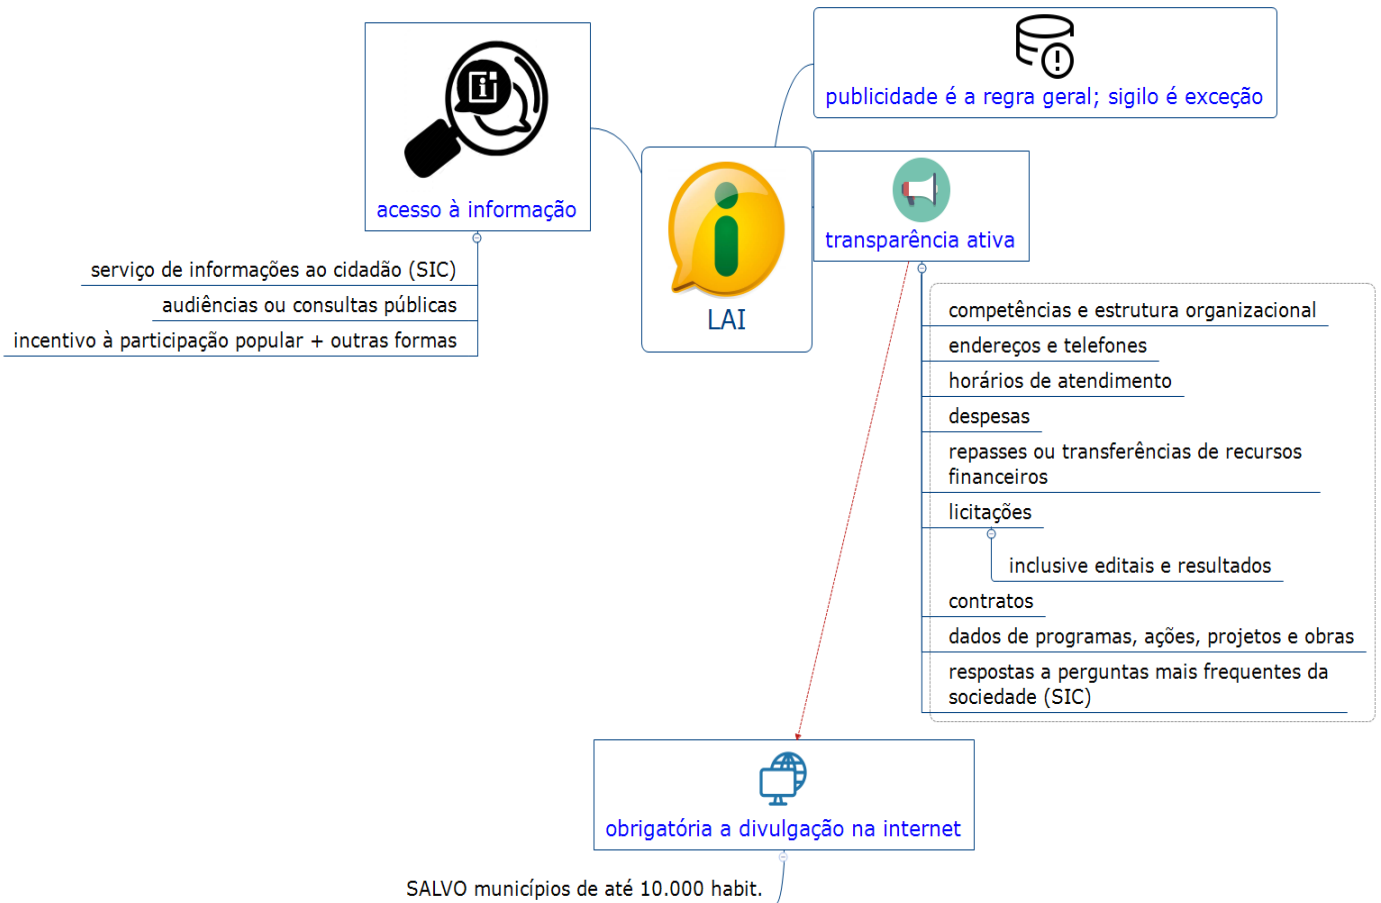 publicidade é a regra geral; sigilo é exceção
acesso à informação
serviço de informações ao cidadão (SIC)
audiências ou consultas públicas
incentivo à participação popular + outras formas
LAI
transparência ativa
competências e estrutura organizacional
endereços e telefones
horários de atendimento
despesas
repasses ou transferências de recursos
financeiros
licitações
inclusive editais e resultados
contratos
dados de programas, ações, projetos e obras
respostas a perguntas mais frequentes da
sociedade (SIC)
obrigatória a divulgação na internet
SALVO municípios de até 10.000 habit.